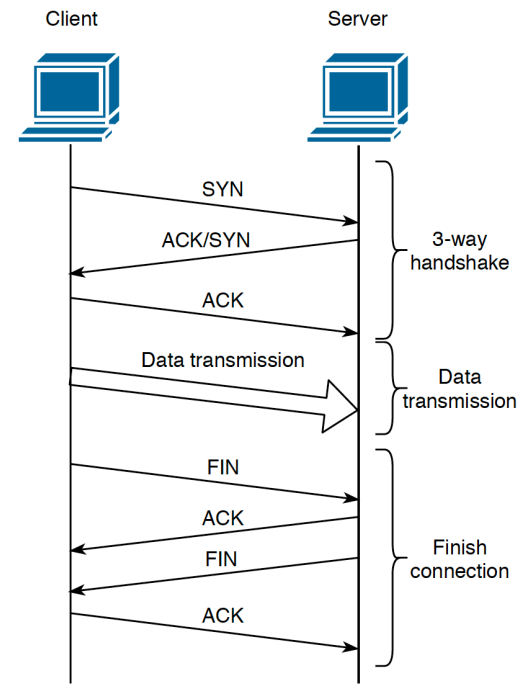 Client
Server
SYN
ACK/SYN
ACK
3-way
handshake
Data transmission
Data
transmission
FIN
ACK
FIN
ACK
Finish
connection